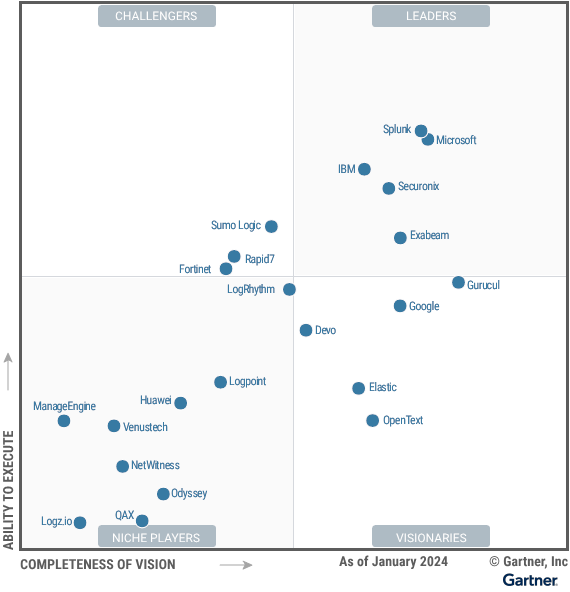 CHALLENGERS
LEADERS
Splunk
Microsoft
IBM
Securonix
Sumo Logic
Exabeam
Rapid7
Fortinet
LogRhythm
Gurucul
Google
Devo
Logpoint
Elastic
Huawei
ManageEngine
OpenText
Venustech
NetWitness
Odyssey
QAX
Logz.io
NICHE PLAYERS
VISIONARIES
ABILITY TO EXECUTE
COMPLETENESS OF VISION
As of January 2024
© Gartner, Inc
Gartner